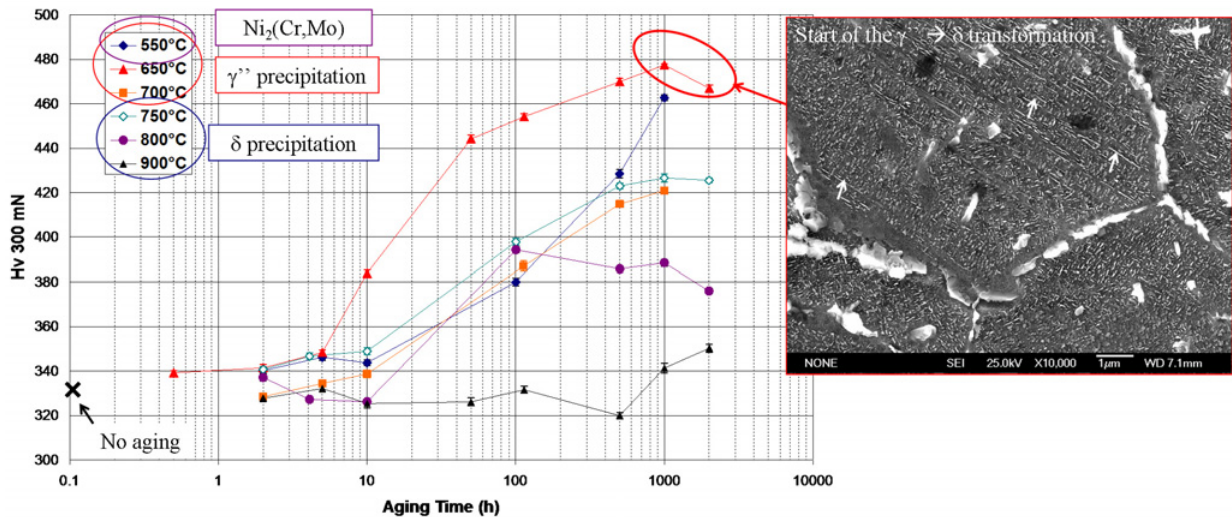 Ni₂(Cr,Mo)
γ’’ precipitation
δ precipitation
550°C
650°C
700°C
750°C
800°C
900°C
500
480
460
440
420
400
380
360
340
320
300
Hv 300 mN
No aging
0.1
1
10
100
1000
10000
Aging Time (h)
Start of the γ’’ → δ transformation
NONE SEI 25.0kV X10,000 1µm WD 7.1mm